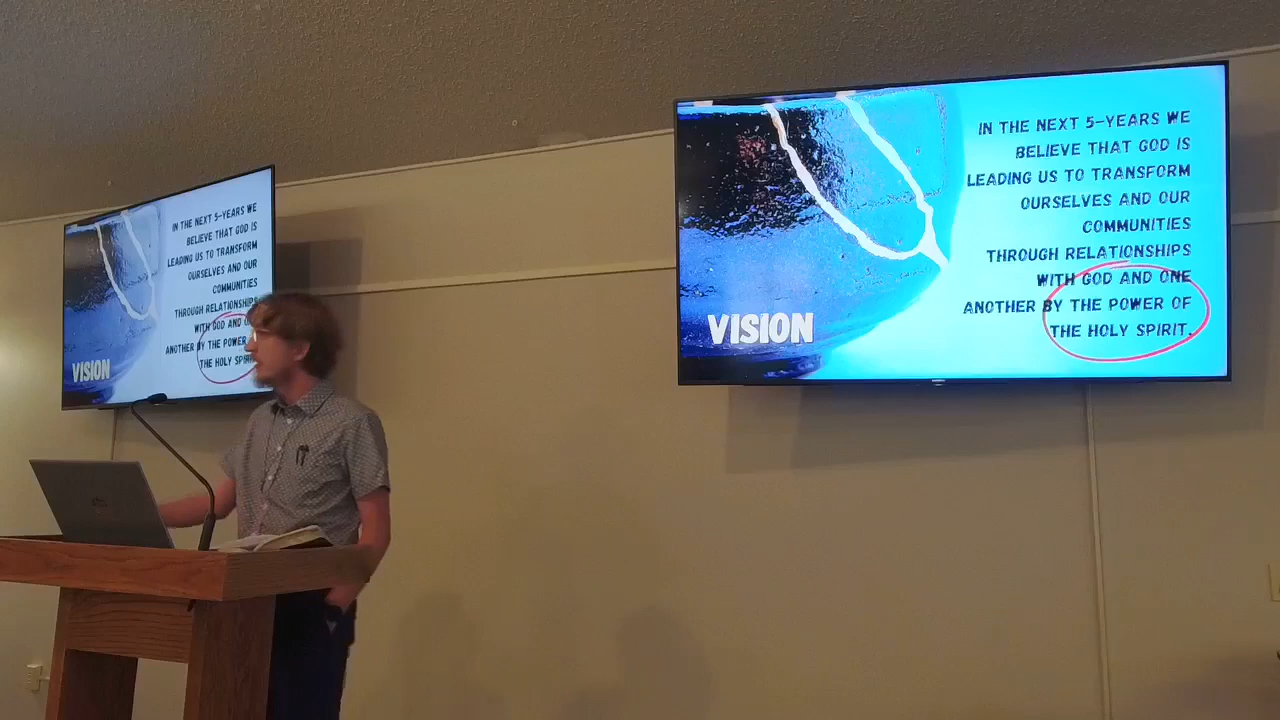 IN THE NEXT 5-YEARS WE
BELIEVE THAT GOD IS
LEADING US TO TRANSFORM
OURSELVES AND OUR
COMMUNITIES
THROUGH RELATIONSHIPS
WITH GOD AND O
ANOTHER BY THE POWER
THE HOLY SPIRI
VISION
IN THE NEXT 5-YEARS WE
BELIEVE THAT GOD IS
LEADING US TO TRANSFORM
OURSELVES AND OUR
COMMUNITIES
THROUGH RELATIONSHIPS
WITH GOD AND ONE
ANOTHER BY THE POWER OF
THE HOLY SPIRIT.
VISION